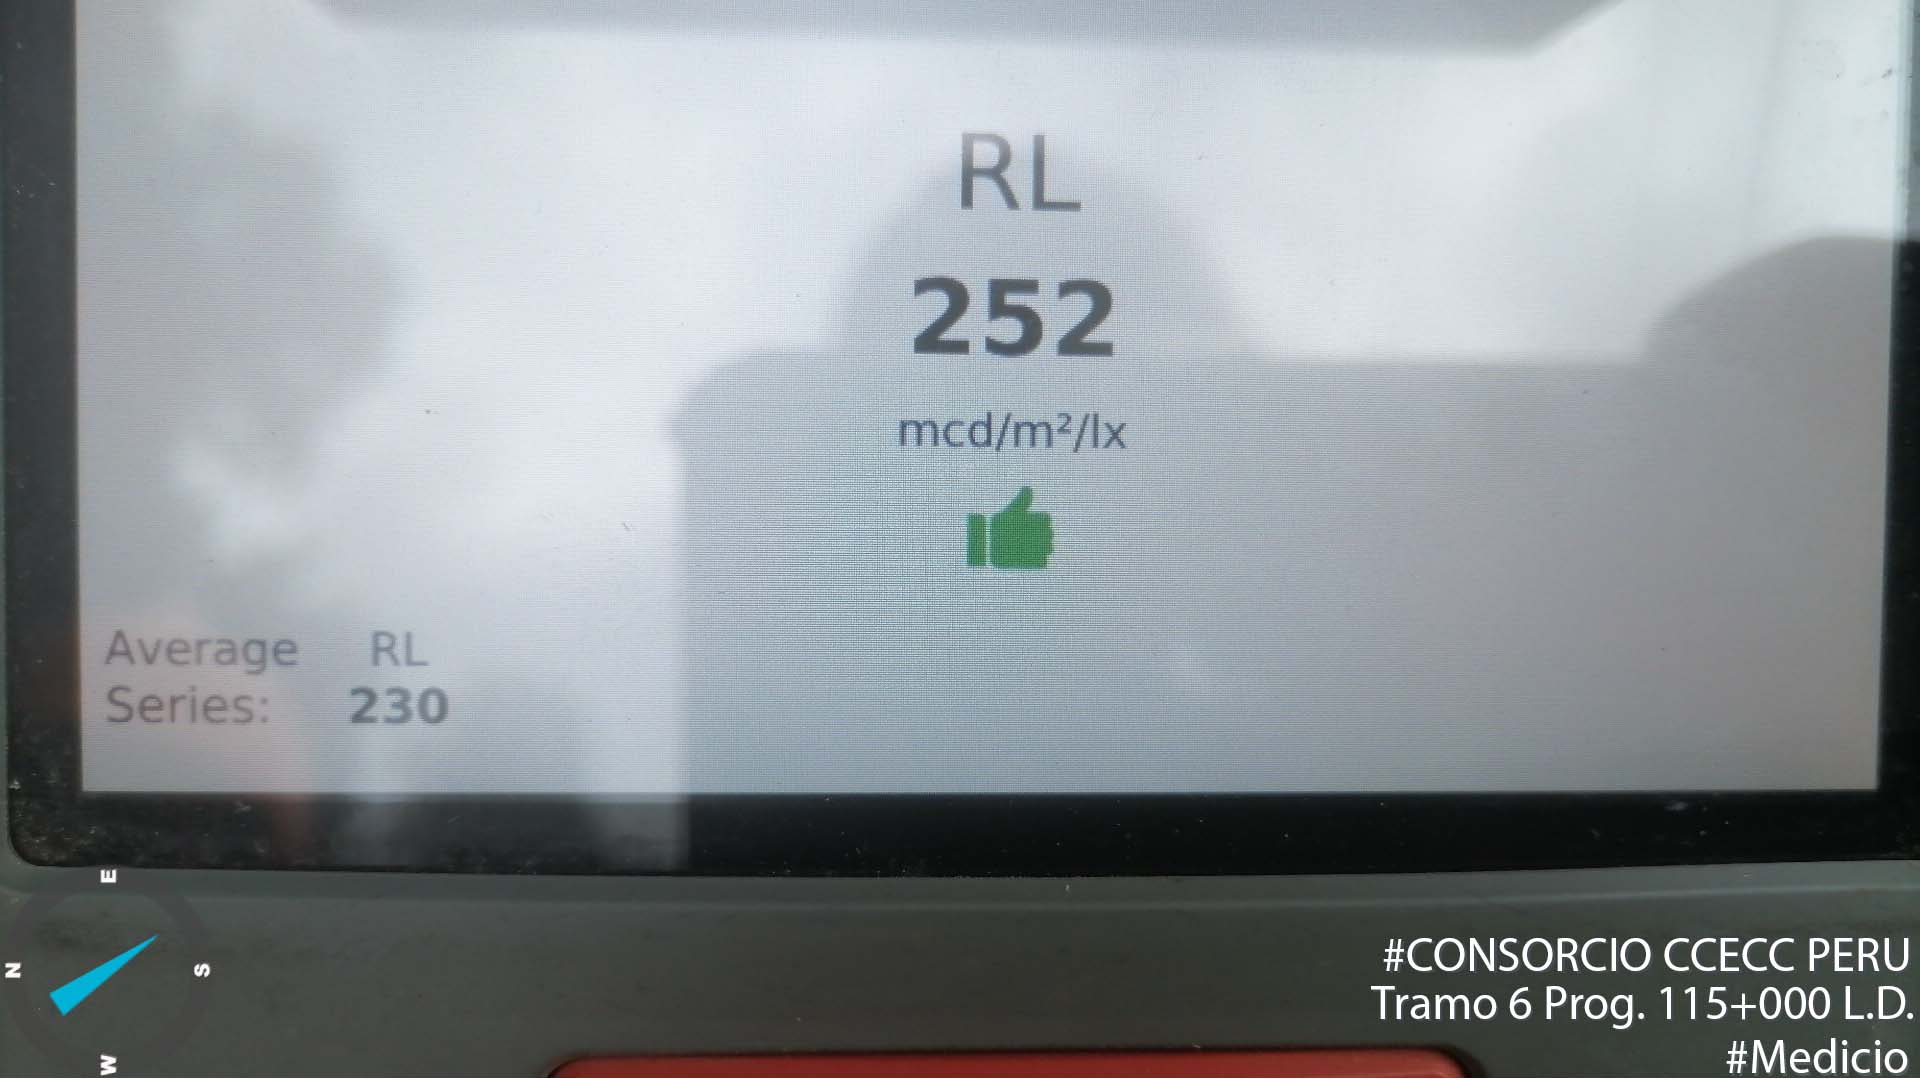 RL
252
mcd/m²/lx
Average RL
Series: 230
E
N S
W
#CONSORCIO CCECC PERU
Tramo 6 Prog. 115+000 L.D.
#Medicio